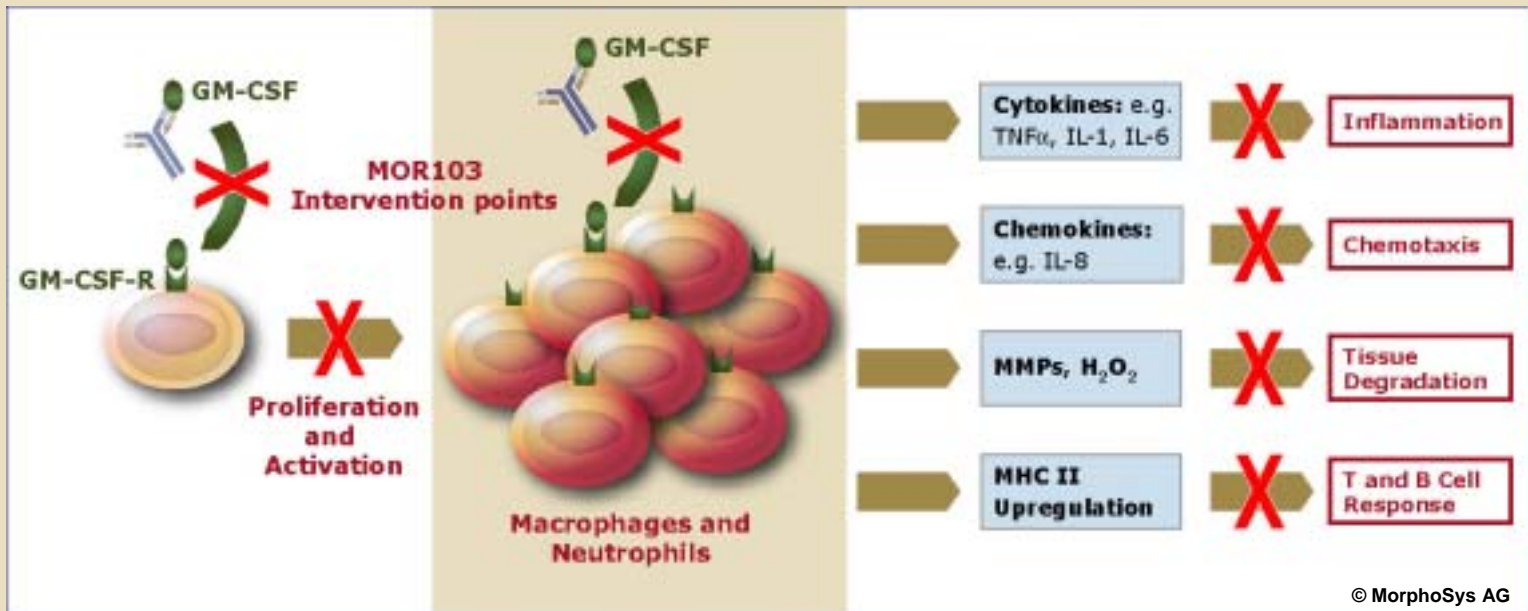 GM-CSF
GM-CSF-R
Proliferation
and
Activation
MOR103
Intervention points
GM-CSF
Macrophages and
Neutrophils
Cytokines: e.g.
TNFα, IL-1, IL-6
Inflammation
Chemokines:
e.g. IL-8
Chemotaxis
MMPs, H₂O₂
Tissue
Degradation
MHC II
Upregulation
T and B Cell
Response
© MorphoSys AG